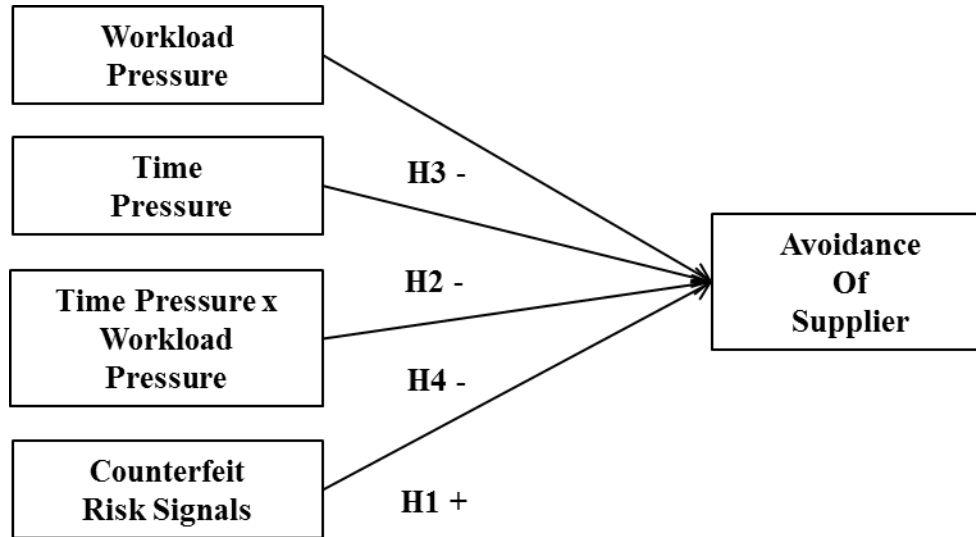 Workload
Pressure
Time
Pressure
Time Pressure x
Workload
Pressure
Counterfeit
Risk Signals
H3 -
H2 -
H4 -
H1 +
Avoidance
Of
Supplier